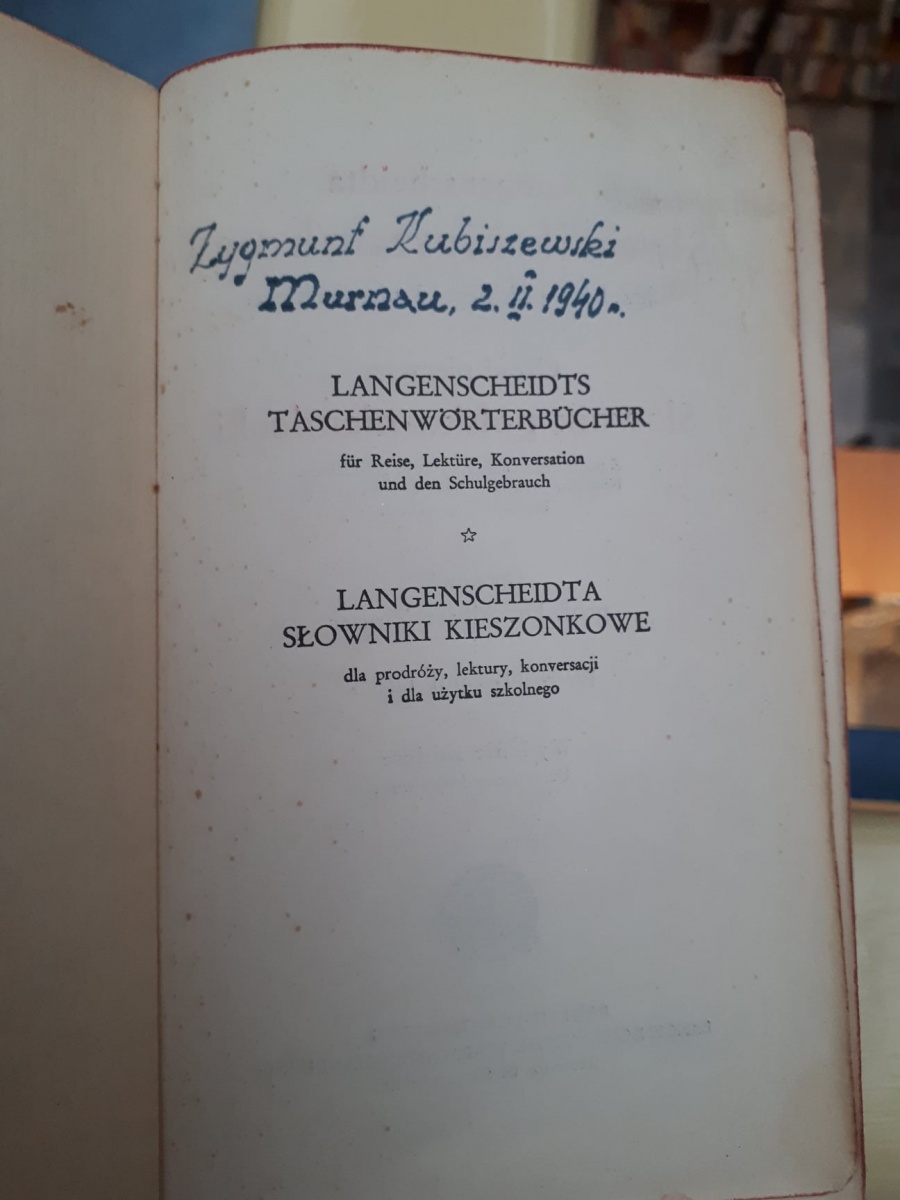 Zygmunt Kubiszewski
Murnau, 2. II. 1940 r.
LANGENSCHEIDTS
TASCHENWÖRTERBÜCHER
für Reise, Lektüre, Konversation
und den Schulgebrauch
☆
LANGENSCHEIDTA
SŁOWNIKI KIESZONKOWE
dla prodróży, lektury, konwersacji
i dla użytku szkolnego